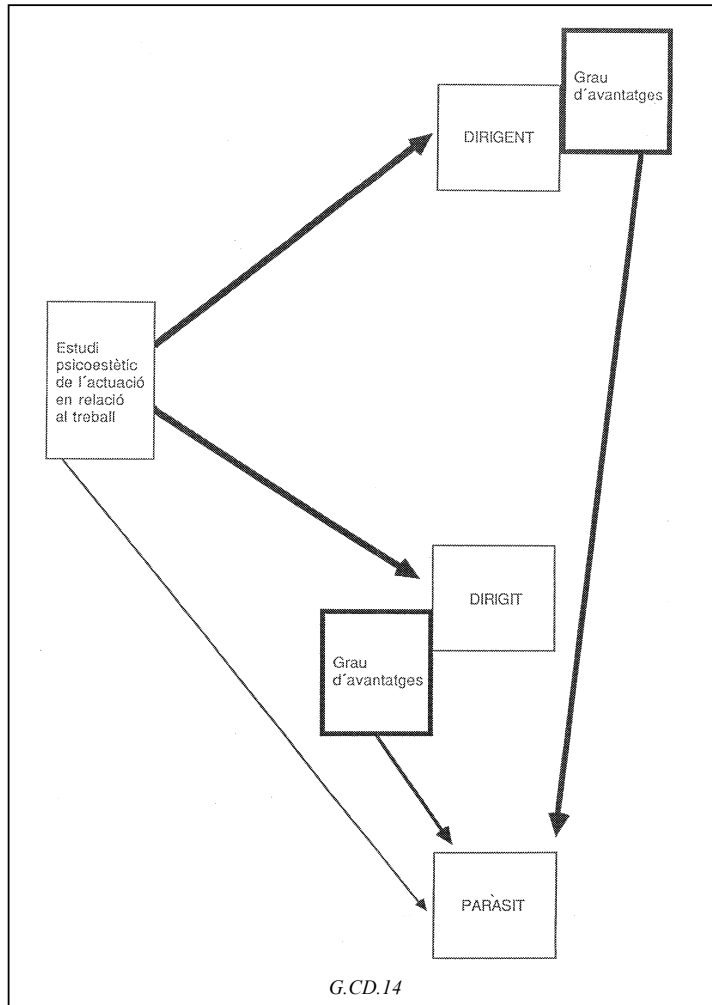 Grau
d´avantatges
DIRIGENT
Estudi
psicoestètic
de l´actuació
en relació
al treball
DIRIGIT
Grau
d´avantatges
PARÀSIT
G.CD.14